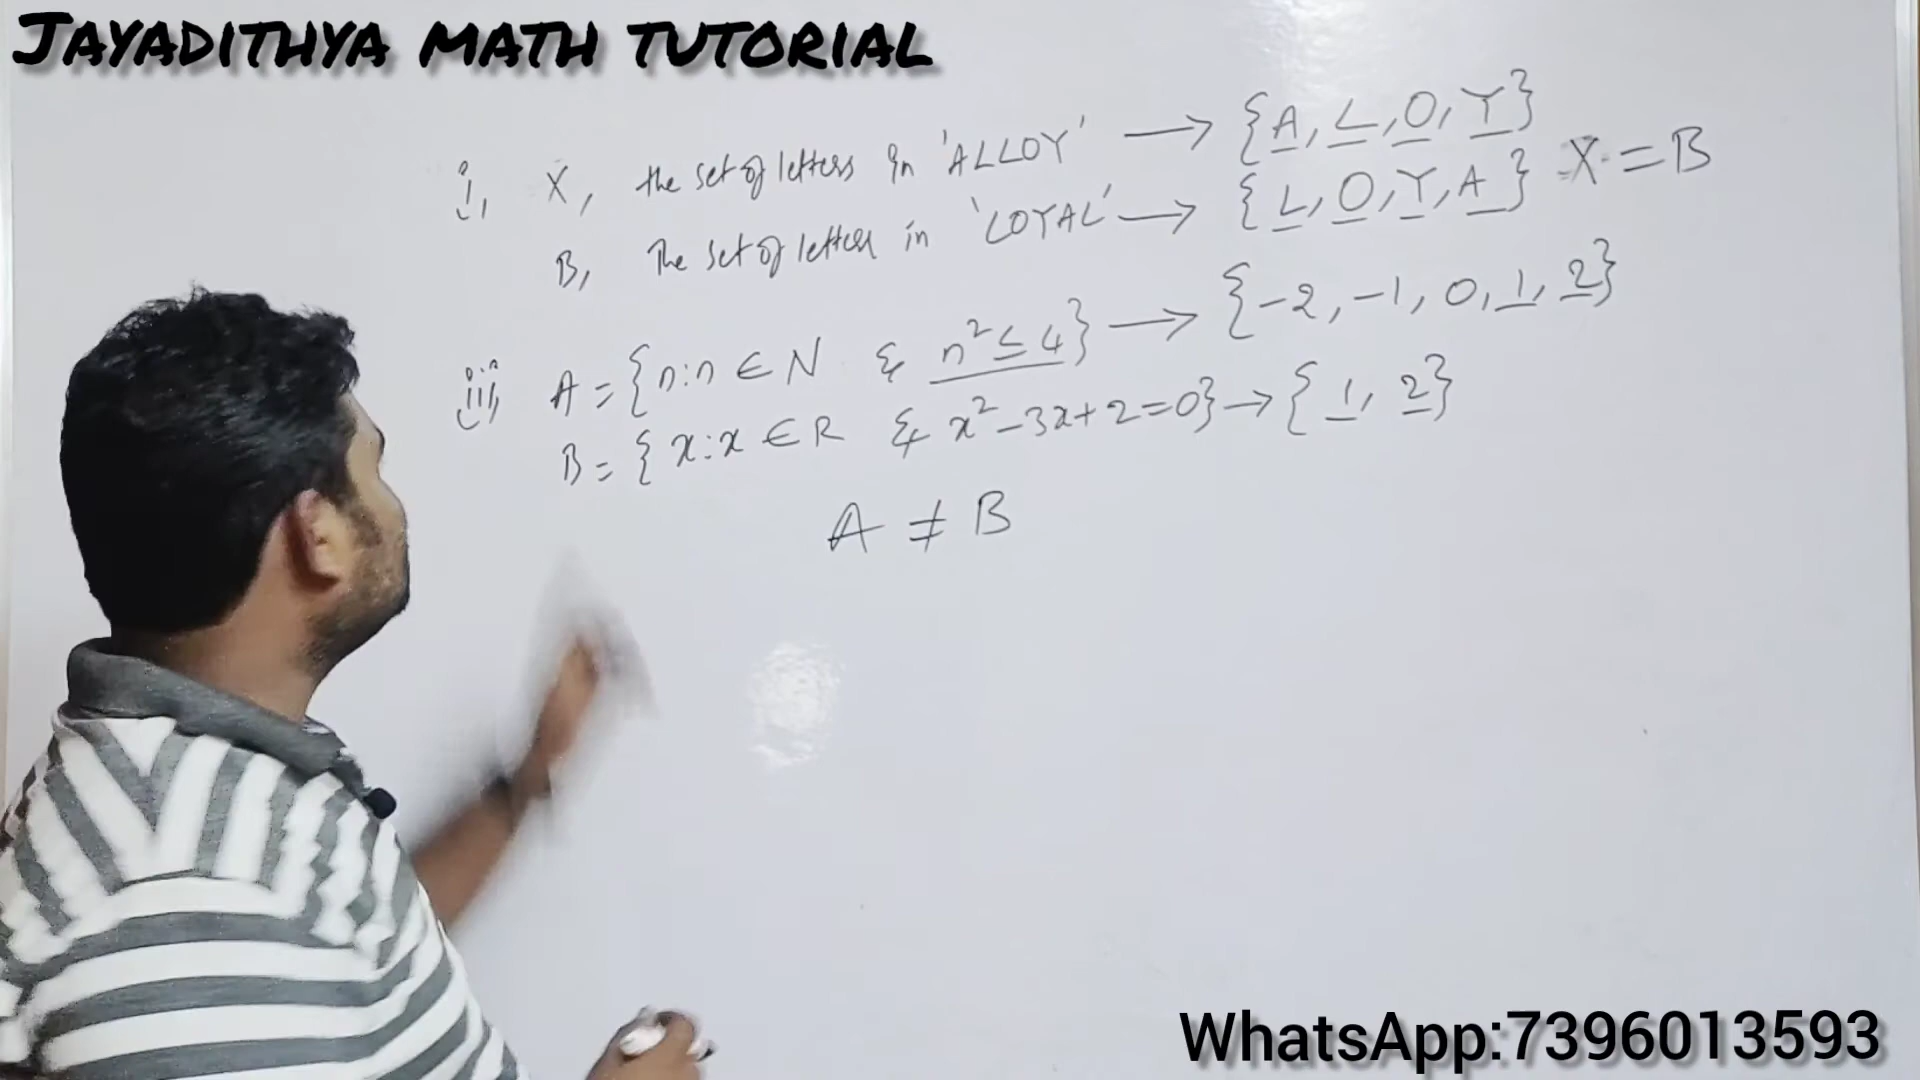 JAYADITHYA MATH TUTORIAL
i, X, the set of letters in 'ALLOY' → {A, L, O, Y}
B, The set of letters in 'LOYAL' → {L, O, Y, A} X = B
iii, A = {n : n ∈ N & n² ≤ 4} → {-2, -1, 0, 1, 2}
B = {x : x ∈ R & x² - 3x + 2 = 0} → {1, 2}
A ≠ B
WhatsApp:7396013593